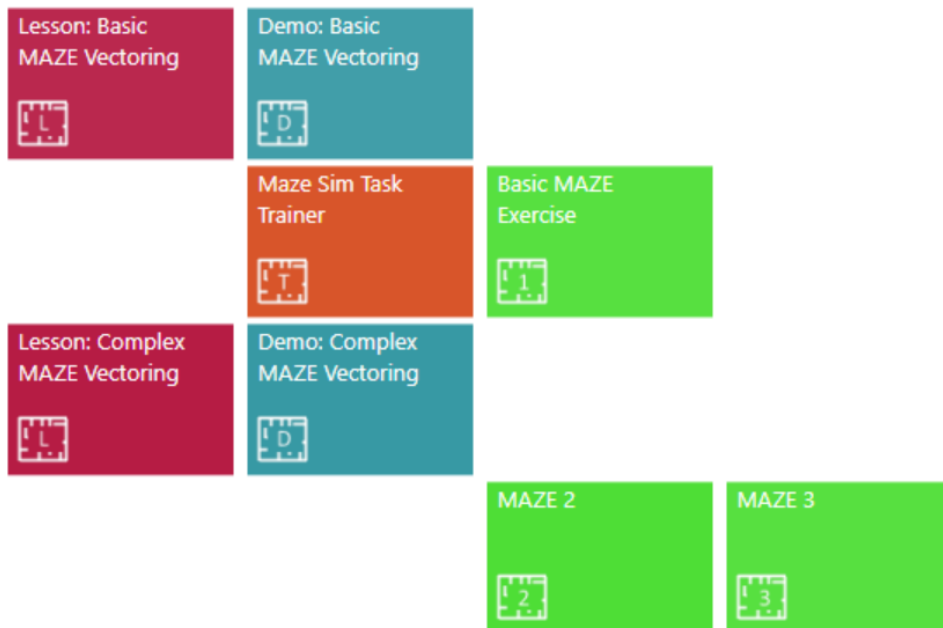 Lesson: Basic
MAZE Vectoring
L
Demo: Basic
MAZE Vectoring
D
Maze Sim Task
Trainer
T
Basic MAZE
Exercise
1
Lesson: Complex
MAZE Vectoring
L
Demo: Complex
MAZE Vectoring
D
MAZE 2
2
MAZE 3
3